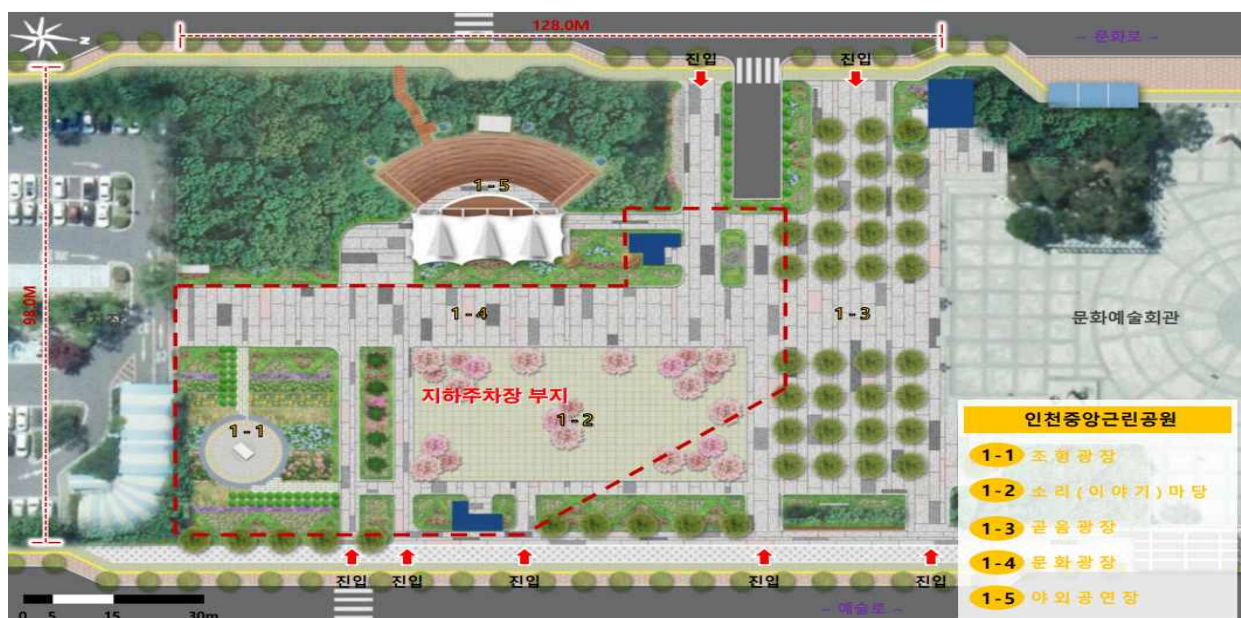 128.0M
~ 문화로 ~
N
진입
진입
98.0M
1-5
1-4
1-3
문화예술회관
지하주차장 부지
1-2
1-1
인천중앙근린공원
1-1 조형광장
1-2 소리(이야기)마당
1-3 곧음광장
1-4 문화광장
1-5 야외공연장
진입
진입
진입
진입
진입
~ 예술로 ~
0 5 15 30m